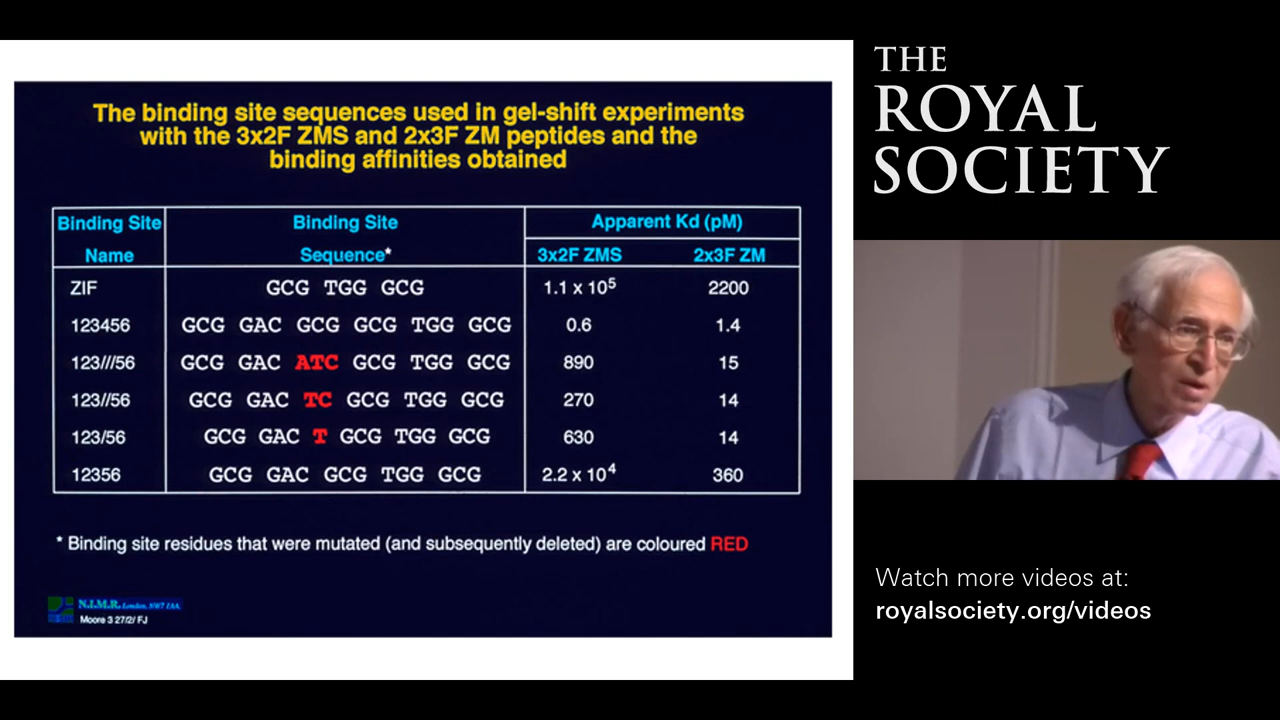 The binding site sequences used in gel-shift experiments
with the 3x2F ZMS and 2x3F ZM peptides and the
binding affinities obtained
Binding Site Name Binding Site Sequence* Apparent Kd (pM)
3x2F ZMS 2x3F ZM
ZIF GCG TGG GCG 1.1 x 10⁵ 2200
123456 GCG GAC GCG GCG TGG GCG 0.6 1.4
123///56 GCG GAC ATC GCG TGG GCG 890 15
123//56 GCG GAC TC GCG TGG GCG 270 14
123/56 GCG GAC T GCG TGG GCG 630 14
12356 GCG GAC GCG TGG GCG 2.2 x 10⁴ 360
* Binding site residues that were mutated (and subsequently deleted) are coloured RED
N.I.M.R. London, NW7 1AA.
Moore 3 27/2/ FJ
THE
ROYAL
SOCIETY
Watch more videos at:
royalsociety.org/videos